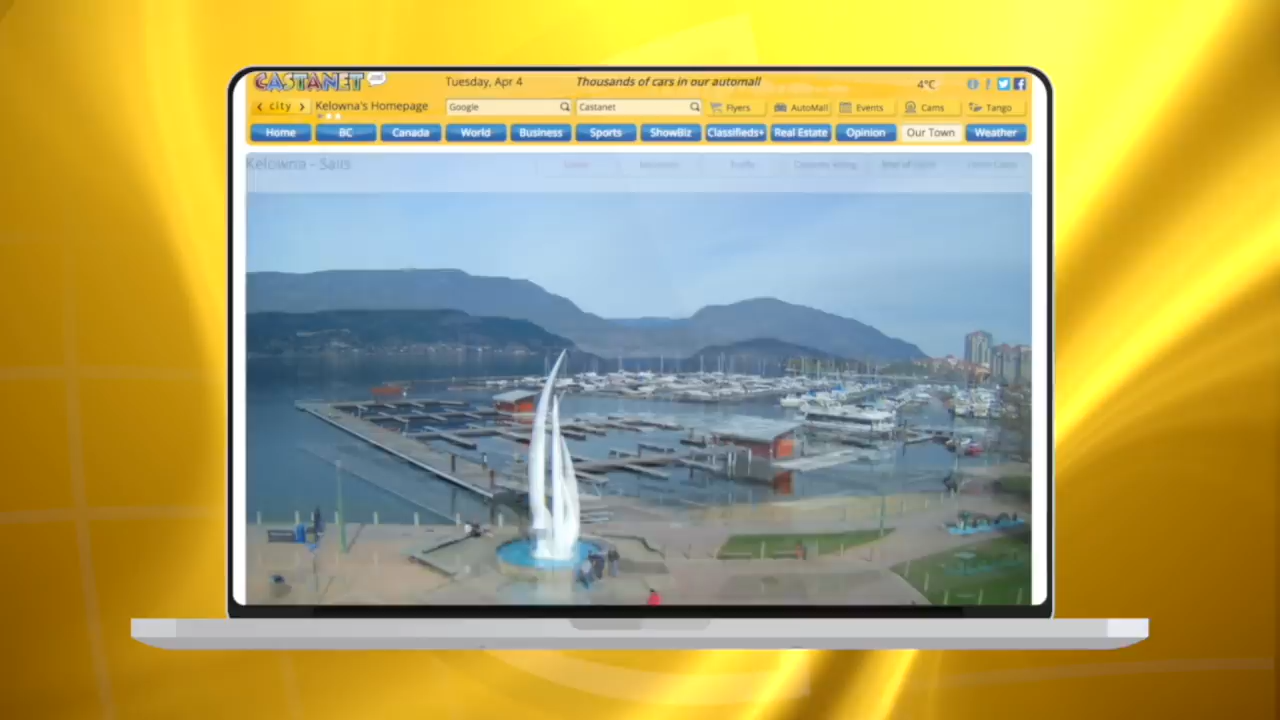 CASTANET
Tuesday, Apr 4
Thousands of cars in our automall
4°C
< city >
Kelowna's Homepage
Google
Castanet
Flyers
AutoMall
Events
Cams
Tango
Home
BC
Canada
World
Business
Sports
ShowBiz
Classifieds+
Real Estate
Opinion
Our Town
Weather
Kelowna - Sails
Traffic